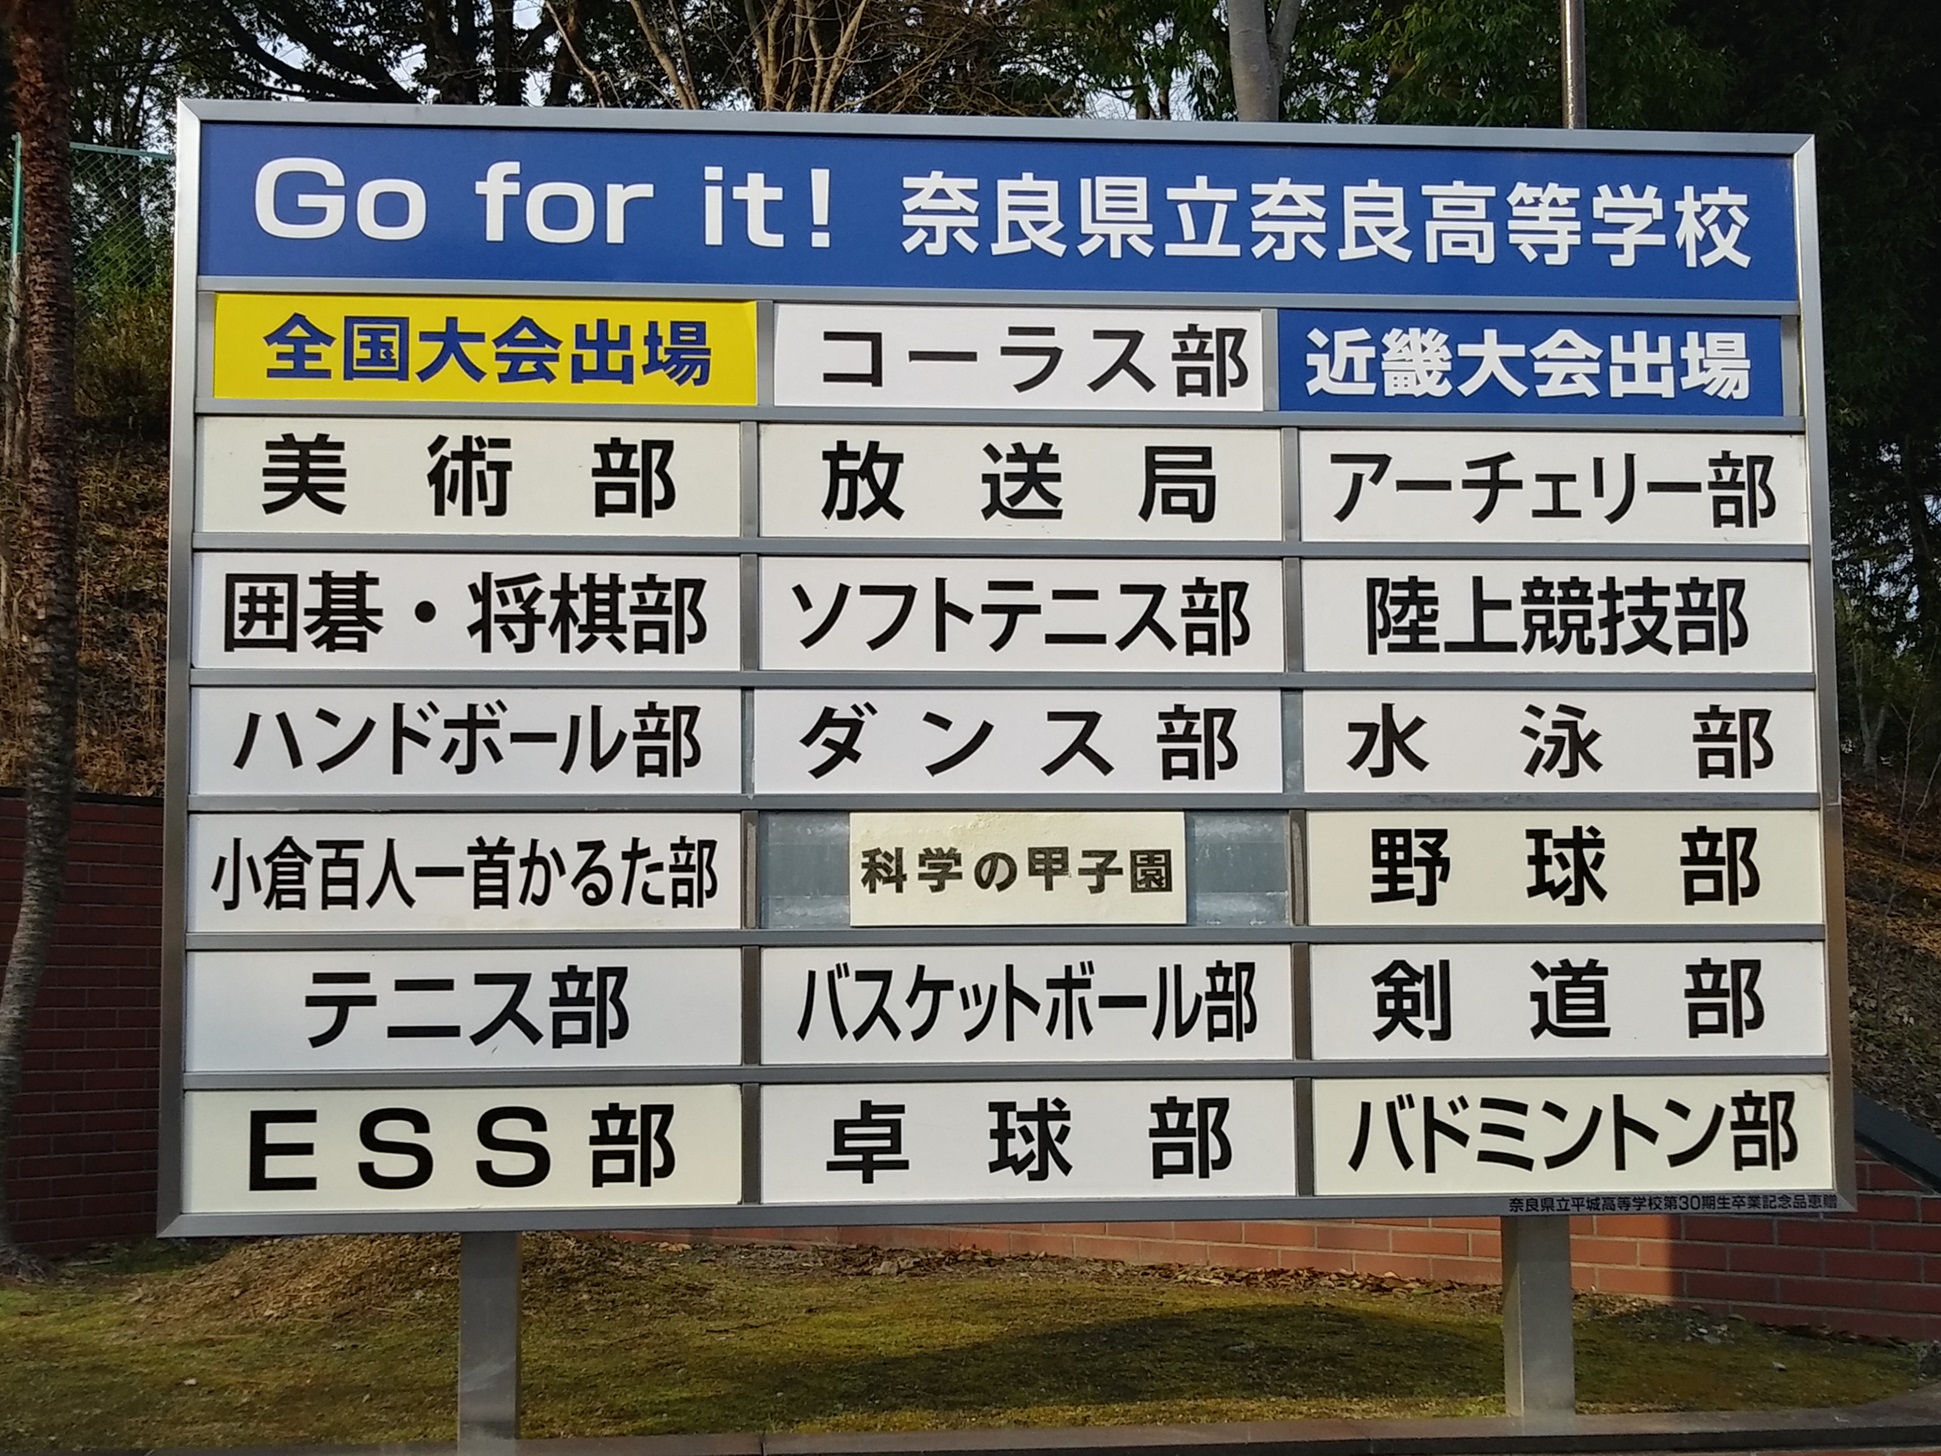 Go for it! 奈良県立奈良高等学校
全国大会出場 コーラス部 近畿大会出場
美術部 放送局 アーチェリー部
囲碁・将棋部 ソフトテニス部 陸上競技部
ハンドボール部 ダンス部 水泳部
小倉百人一首かるた部 科学の甲子園 野球部
テニス部 バスケットボール部 剣道部
ESS部 卓球部 バドミントン部
奈良県立平城高等学校第30期生卒業記念品恵贈